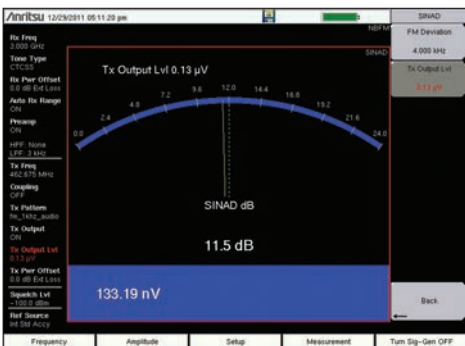 Anritsu 12/29/2011 05:11:20 pm
SINAD
NBFM
Rx Freq
3.000 GHz
Tone Type
CTCSS
Rx Pwr Offset
0.0 dB Ext Loss
Auto Rx Range
ON
Preamp
ON
HPF: None
LPF: 3 kHz
Tx Freq
462.675 MHz
Coupling
OFF
Tx Pattern
fm_1khz_audio
Tx Output
ON
Tx Output Lvl
0.13 µV
Tx Pwr Offset
0.0 dB Ext Loss
Squelch Lvl
-100.0 dBm
Ref Source
Int Std Accy
SINAD
Tx Output Lvl 0.13 µV
0.0 2.4 4.8 7.2 9.6 12.0 14.4 16.8 19.2 21.6 24.0
SINAD dB
11.5 dB
133.19 nV
FM Deviation
4.000 kHz
Tx Output Lvl
0.13 µV
Back
Frequency Amplitude Setup Measurement Turn Sig-Gen OFF